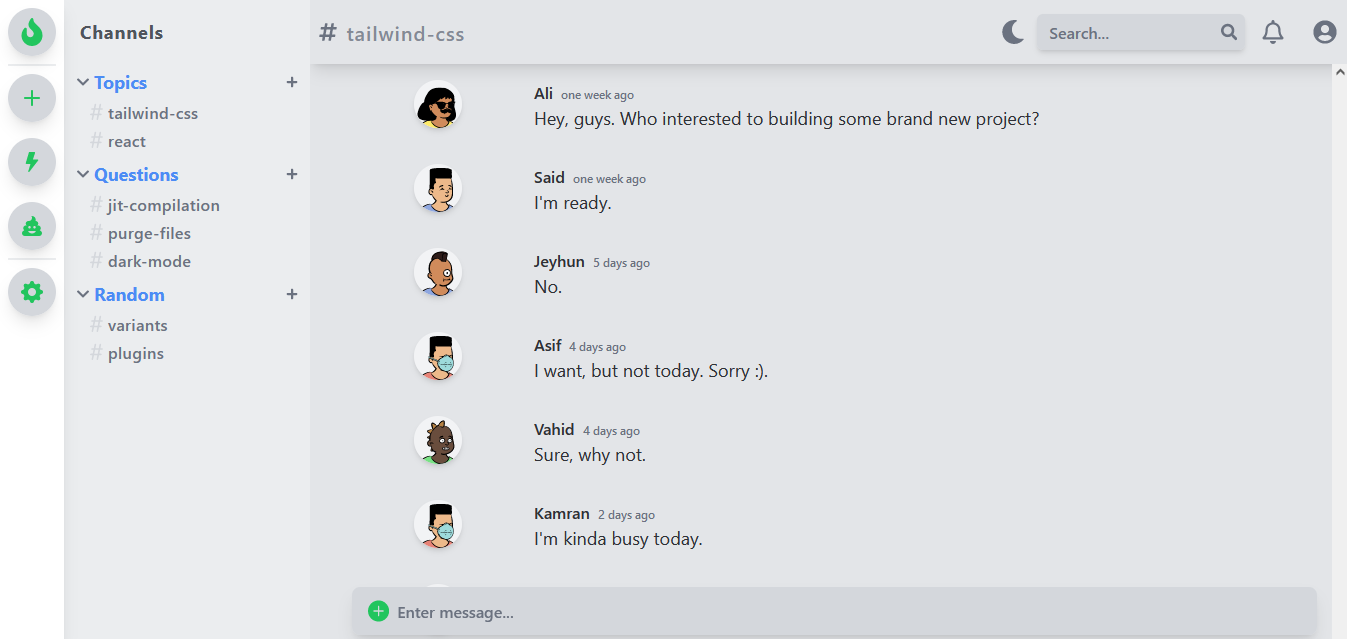 Channels
Topics
# tailwind-css
# react
Questions
# jit-compilation
# purge-files
# dark-mode
Random
# variants
# plugins
# tailwind-css
Search...
Ali one week ago
Hey, guys. Who interested to building some brand new project?
Said one week ago
I'm ready.
Jeyhun 5 days ago
No.
Asif 4 days ago
I want, but not today. Sorry :).
Vahid 4 days ago
Sure, why not.
Kamran 2 days ago
I'm kinda busy today.
Enter message...